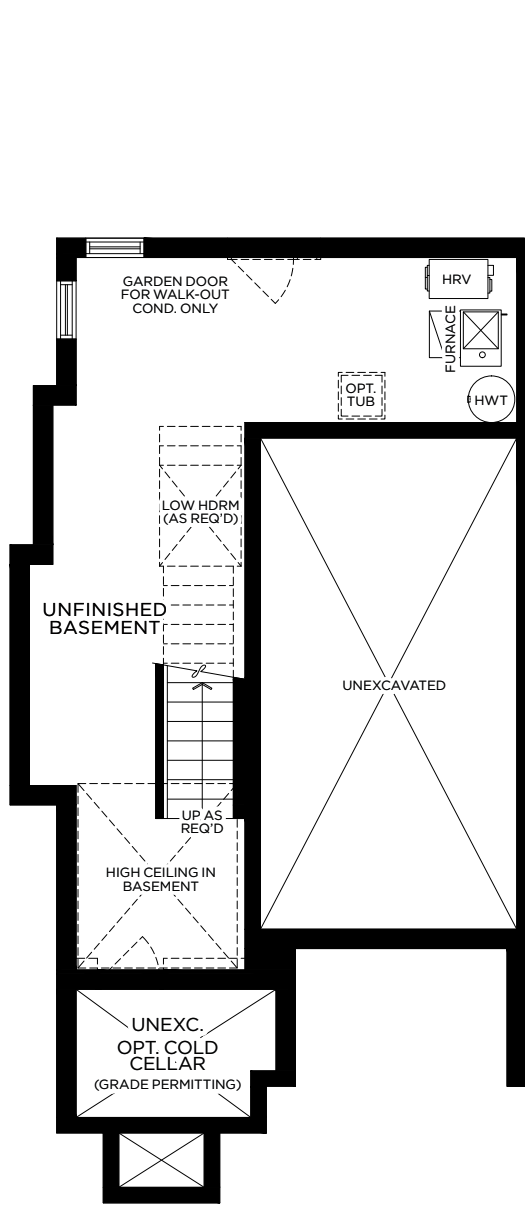 GARDEN DOOR
FOR WALK-OUT
COND. ONLY
HRV
FURNACE
OPT.
TUB
HWT
LOW HDRM
(AS REQ'D)
UNFINISHED
BASEMENT
UNEXCAVATED
UP AS
REQ'D
HIGH CEILING IN
BASEMENT
UNEXC.
OPT. COLD
CELLAR
(GRADE PERMITTING)